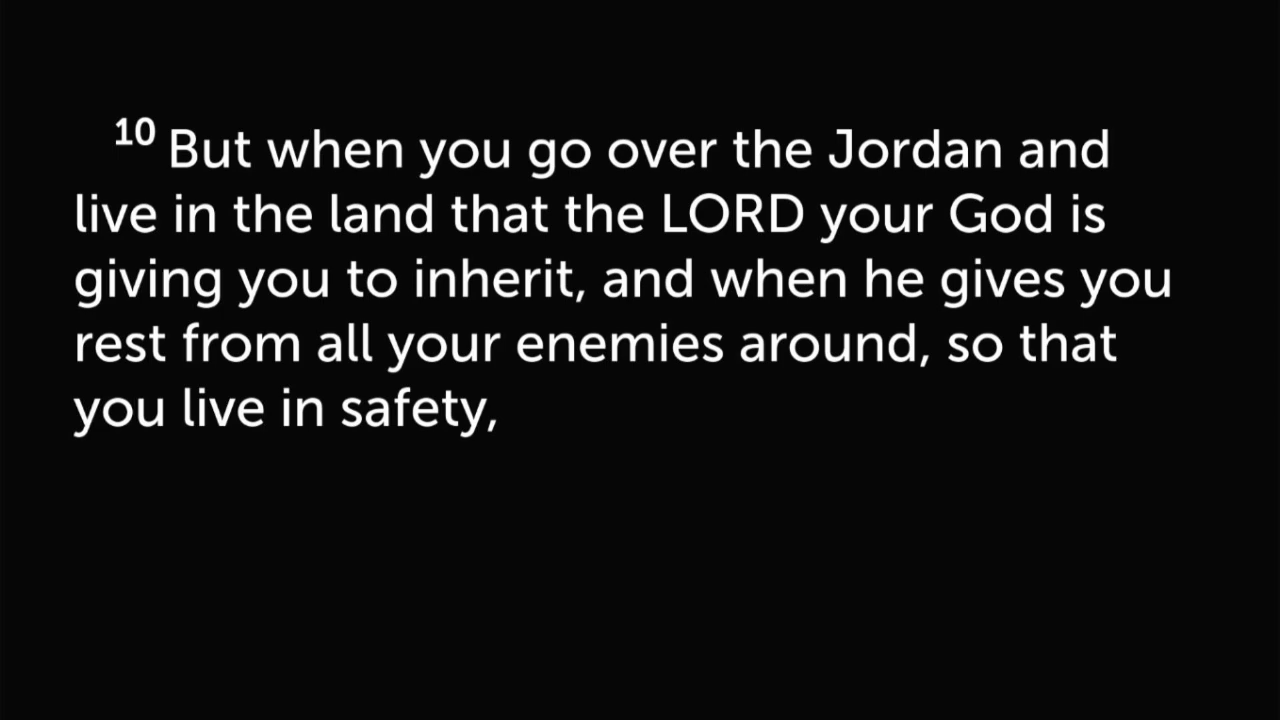 10 But when you go over the Jordan and
live in the land that the LORD your God is
giving you to inherit, and when he gives you
rest from all your enemies around, so that
you live in safety,